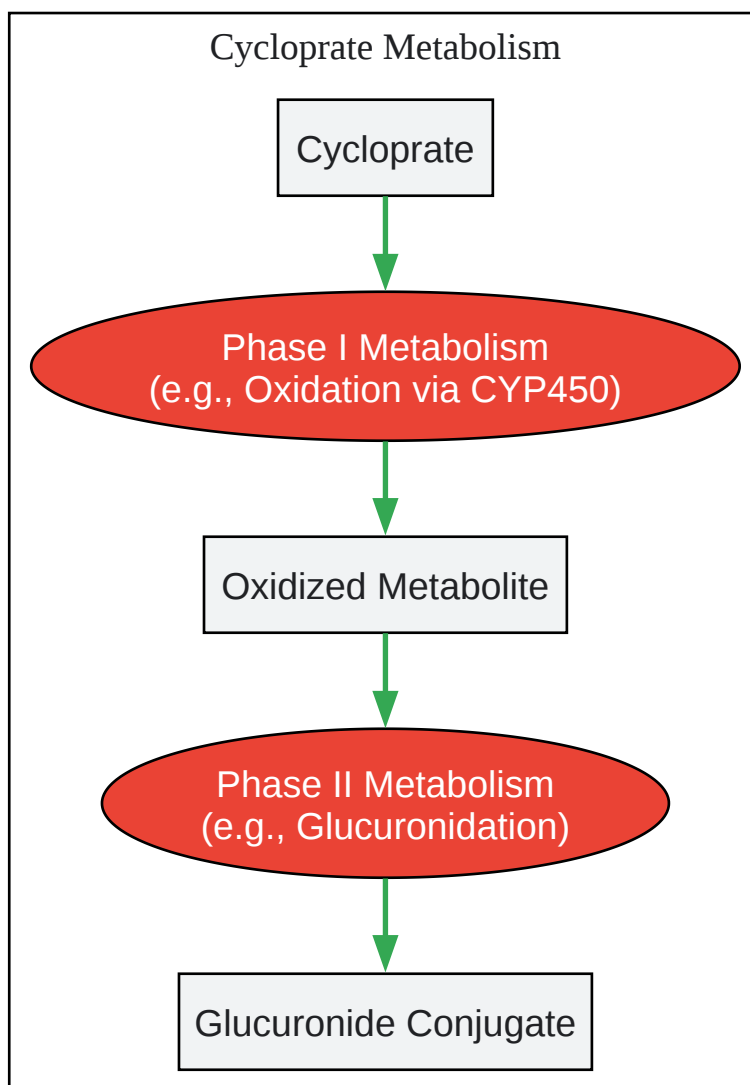 Cycloprate Metabolism
Cycloprate
Phase I Metabolism
(e.g., Oxidation via CYP450)
Oxidized Metabolite
Phase II Metabolism
(e.g., Glucuronidation)
Glucuronide Conjugate